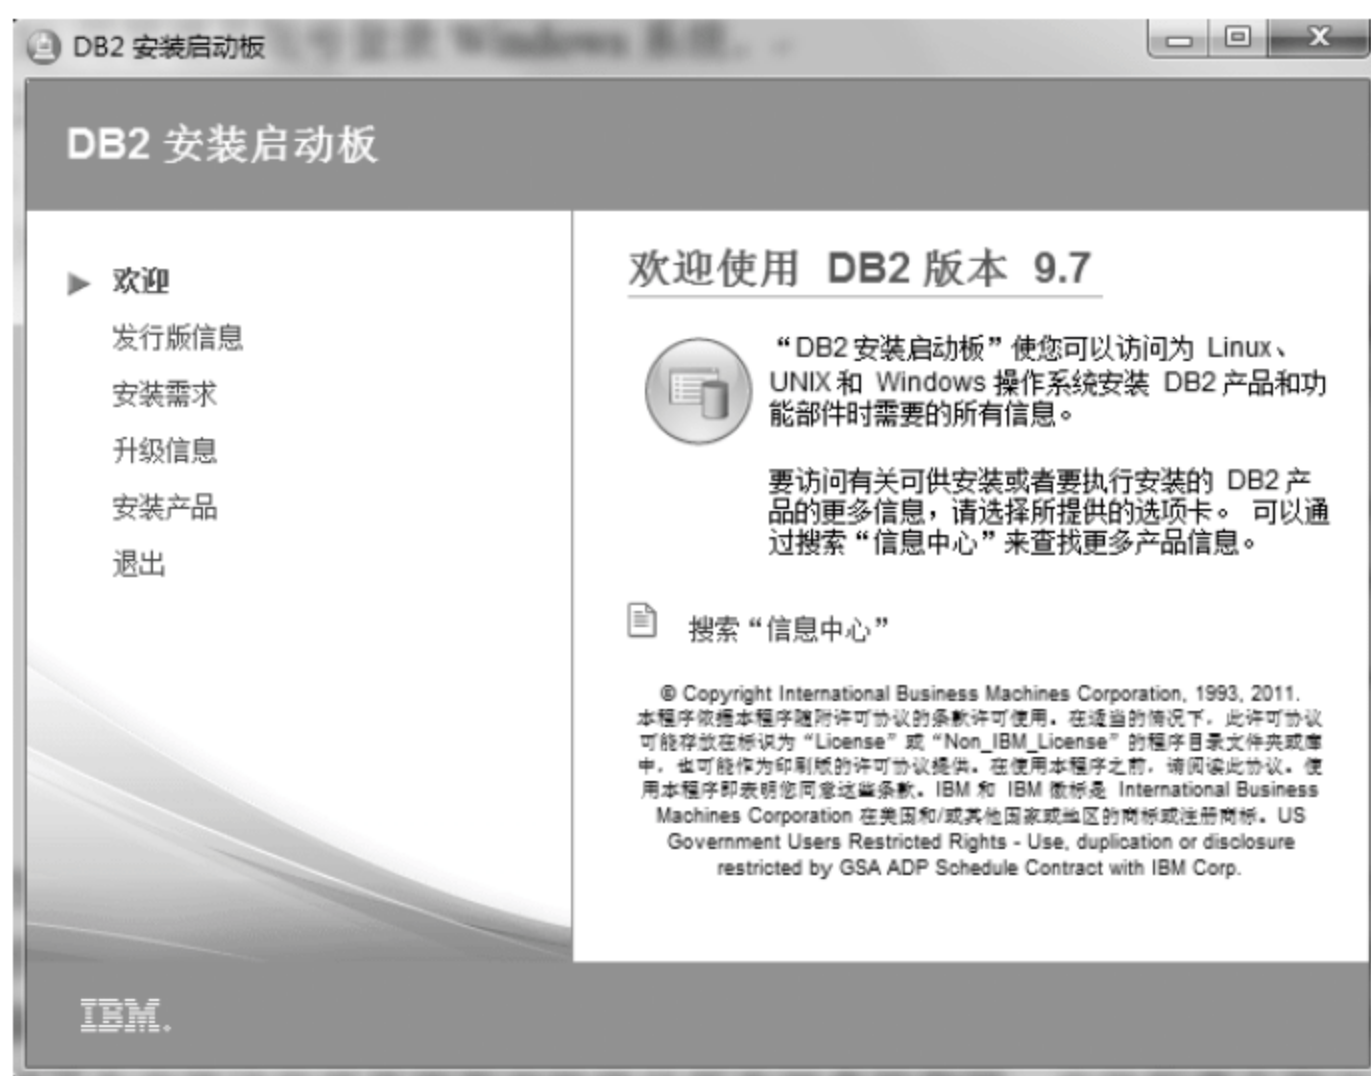 DB2 安装启动板
DB2 安装启动板
欢迎
发行版信息
安装需求
升级信息
安装产品
退出
欢迎使用 DB2 版本 9.7
“DB2 安装启动板”使您可以访问为 Linux、
UNIX 和 Windows 操作系统安装 DB2 产品和功
能部件时需要的所有信息。
要访问有关可供安装或者要执行安装的 DB2 产
品的更多信息，请选择所提供的选项卡。 可以通
过搜索“信息中心”来查找更多产品信息。
搜索“信息中心”
© Copyright International Business Machines Corporation, 1993, 2011.
本程序依据本程序随附许可协议的条款许可使用。在适当的情况下，此许可协议
可能存放在标识为“License”或“Non_IBM_License”的程序目录文件夹或库
中，也可能作为印刷版的许可协议提供。在使用本程序之前，请阅读此协议。使
用本程序即表明您同意这些条款。IBM 和 IBM 徽标是 International Business
Machines Corporation 在美国和/或其他国家或地区的商标或注册商标。US
Government Users Restricted Rights - Use, duplication or disclosure
restricted by GSA ADP Schedule Contract with IBM Corp.
IBM.